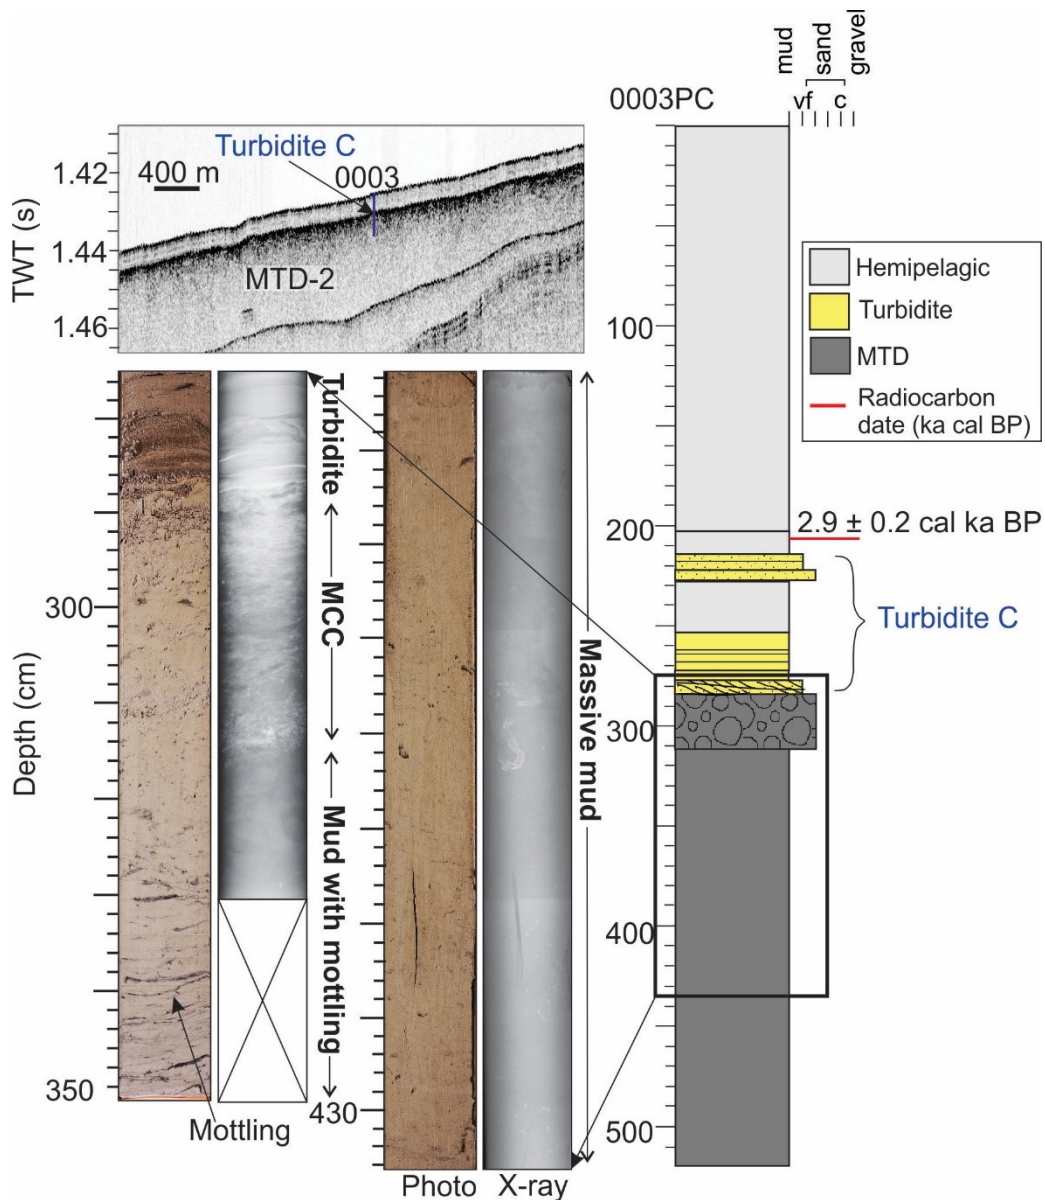 mud
sand
gravel
vf
c
0003PC
Turbidite C
400 m
0003
1.42
1.44
1.46
TWT (s)
MTD-2
Hemipelagic
Turbidite
MTD
Radiocarbon
date (ka cal BP)
100
200
2.9 ± 0.2 cal ka BP
Turbidite C
300
400
500
Depth (cm)
300
350
Turbidite
MCC
Mud with mottling
Mottling
430
Massive mud
Photo
X-ray